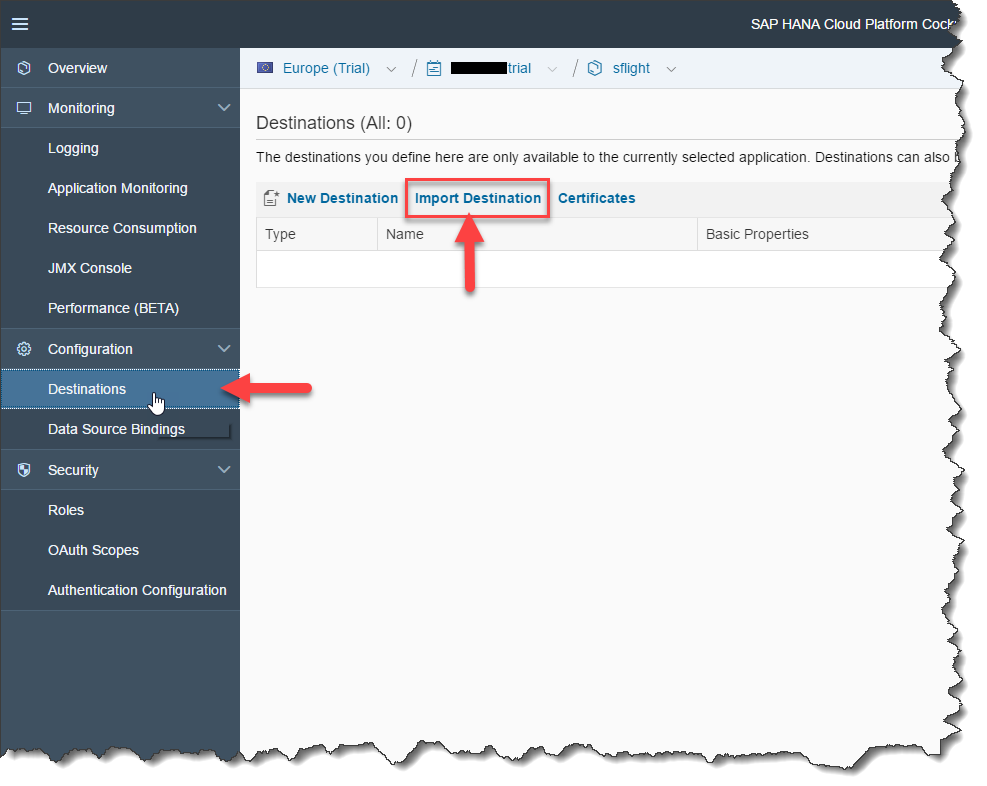 SAP HANA Cloud Platform Cock
Overview
Monitoring
Logging
Application Monitoring
Resource Consumption
JMX Console
Performance (BETA)
Configuration
Destinations
Data Source Bindings
Security
Roles
OAuth Scopes
Authentication Configuration
Europe (Trial) / trial / sflight
Destinations (All: 0)
The destinations you define here are only available to the currently selected application. Destinations can also
New Destination Import Destination Certificates
Type Name Basic Properties